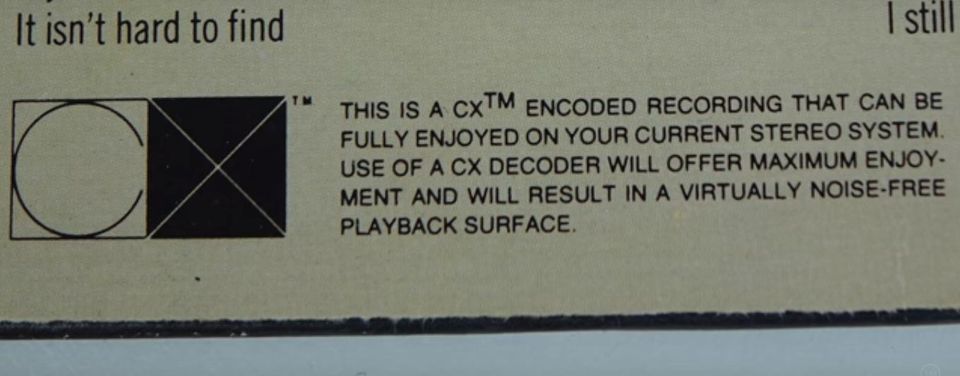 It isn't hard to find
I still
CX™
THIS IS A CX™ ENCODED RECORDING THAT CAN BE
FULLY ENJOYED ON YOUR CURRENT STEREO SYSTEM.
USE OF A CX DECODER WILL OFFER MAXIMUM ENJOY-
MENT AND WILL RESULT IN A VIRTUALLY NOISE-FREE
PLAYBACK SURFACE.